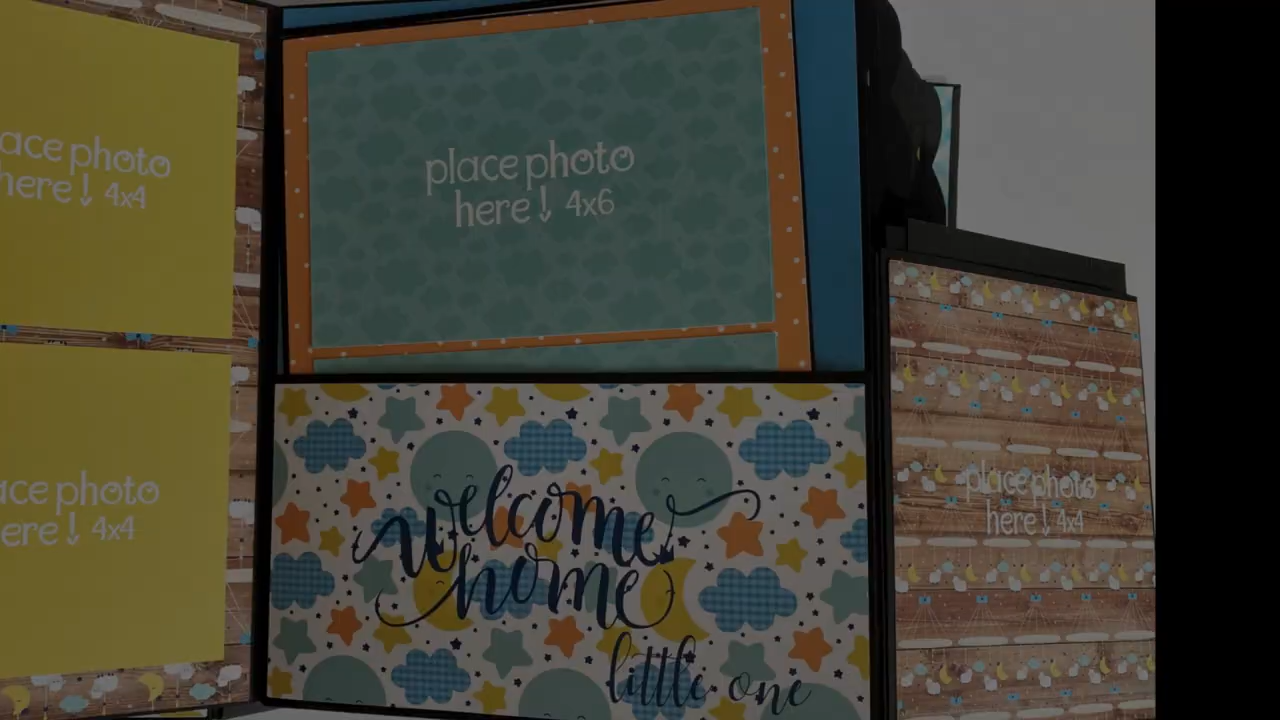 ace photo
here! 4x4
place photo
here! 4x6
ace photo
ere! 4x4
welcome
home
little one
place photo
here! 4x4